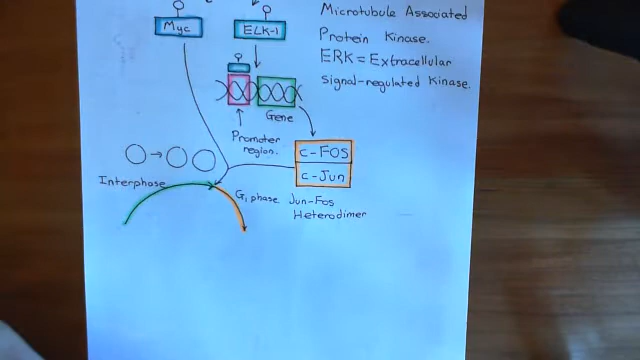 Microtubule Associated
Protein Kinase.
ERK = Extracellular
Signal-regulated Kinase.
Myc
ELK-1
Gene
Promoter
region.
c-FOS
c-Jun
Interphase
G1 phase
Jun-Fos
Heterodimer